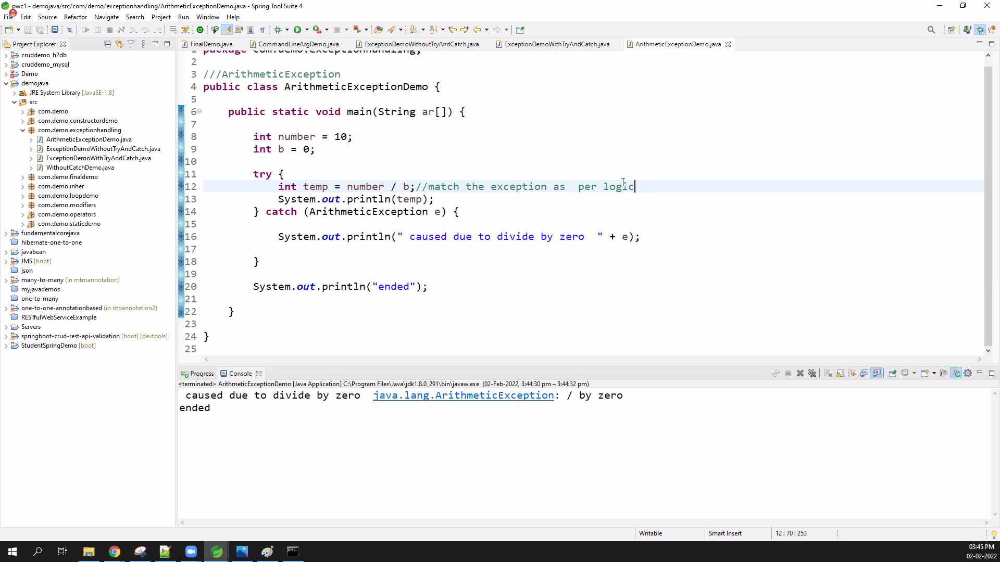 pwc1 - demojava/src/com/demo/exceptionhandling/ArithmeticExceptionDemo.java - Spring Tool Suite 4
File Edit Source Refactor Navigate Search Project Run Window Help
Project Explorer
FinalDemo.java CommandLineArgDemo.java ExceptionDemoWithoutTryAndCatch.java ExceptionDemoWithTryAndCatch.java ArithmeticExceptionDemo.java
cruddemo_h2db
cruddemo_mysql
Demo
demojava
JRE System Library [JavaSE-1.8]
src
com.demo
com.demo.constructordemo
com.demo.exceptionhandling
ArithmeticExceptionDemo.java
ExceptionDemoWithoutTryAndCatch.java
ExceptionDemoWithTryAndCatch.java
WithoutCatchDemo.java
com.demo.finaldemo
com.demo.inher
com.demo.loopdemo
com.demo.modifiers
com.demo.operators
com.demo.staticdemo
fundamentalcorejava
hibernate-one-to-one
javabean
JMS [boot]
json
many-to-many (in mtmannotation)
myjavademos
one-to-many
one-to-one-annotationbased (in otoannotation2)
RESTfulWebServiceExample
Servers
springboot-crud-rest-api-validation [boot] [devtools]
StudentSpringDemo [boot]
1 package com.demo.exceptionhandling;
2
3 ///ArithmeticException
4 public class ArithmeticExceptionDemo {
5
6 public static void main(String ar[]) {
7
8 int number = 10;
9 int b = 0;
10
11 try {
12 int temp = number / b;//match the exception as  per logic
13 System.out.println(temp);
14 } catch (ArithmeticException e) {
15
16 System.out.println(" caused due to divide by zero  " + e);
17
18 }
19
20 System.out.println("ended");
21
22 }
23
24 }
25
Progress Console
<terminated> ArithmeticExceptionDemo [Java Application] C:\Program Files\Java\jdk1.8.0_291\bin\javaw.exe (02-Feb-2022, 3:44:30 pm – 3:44:32 pm)
caused due to divide by zero  java.lang.ArithmeticException: / by zero
ended
Writable Smart Insert 12 : 70 : 253
03:45 PM
02-02-2022